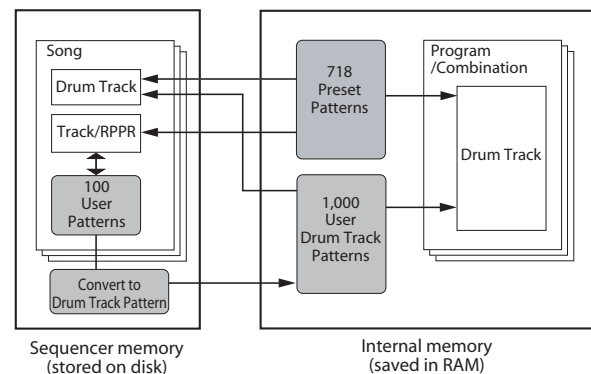 Song
Drum Track
Track/RPPR
100
User
Patterns
Convert to
Drum Track Pattern
Sequencer memory
(stored on disk)
718
Preset
Patterns
1,000
User
Drum Track
Patterns
Program
/Combination
Drum Track
Internal memory
(saved in RAM)